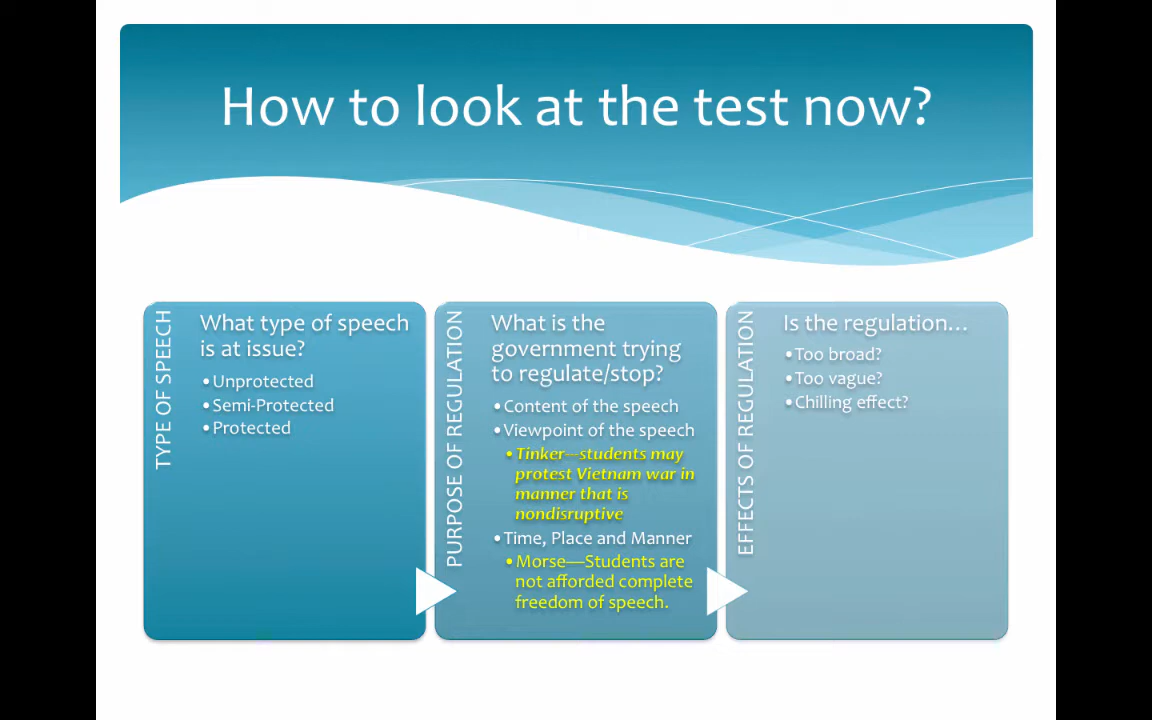 How to look at the test now?
TYPE OF SPEECH
What type of speech
is at issue?
•Unprotected
•Semi-Protected
•Protected
PURPOSE OF REGULATION
What is the
government trying
to regulate/stop?
•Content of the speech
•Viewpoint of the speech
•Tinker—students may
protest Vietnam war in
manner that is
nondisruptive
•Time, Place and Manner
•Morse—Students are
not afforded complete
freedom of speech.
EFFECTS OF REGULATION
Is the regulation…
•Too broad?
•Too vague?
•Chilling effect?